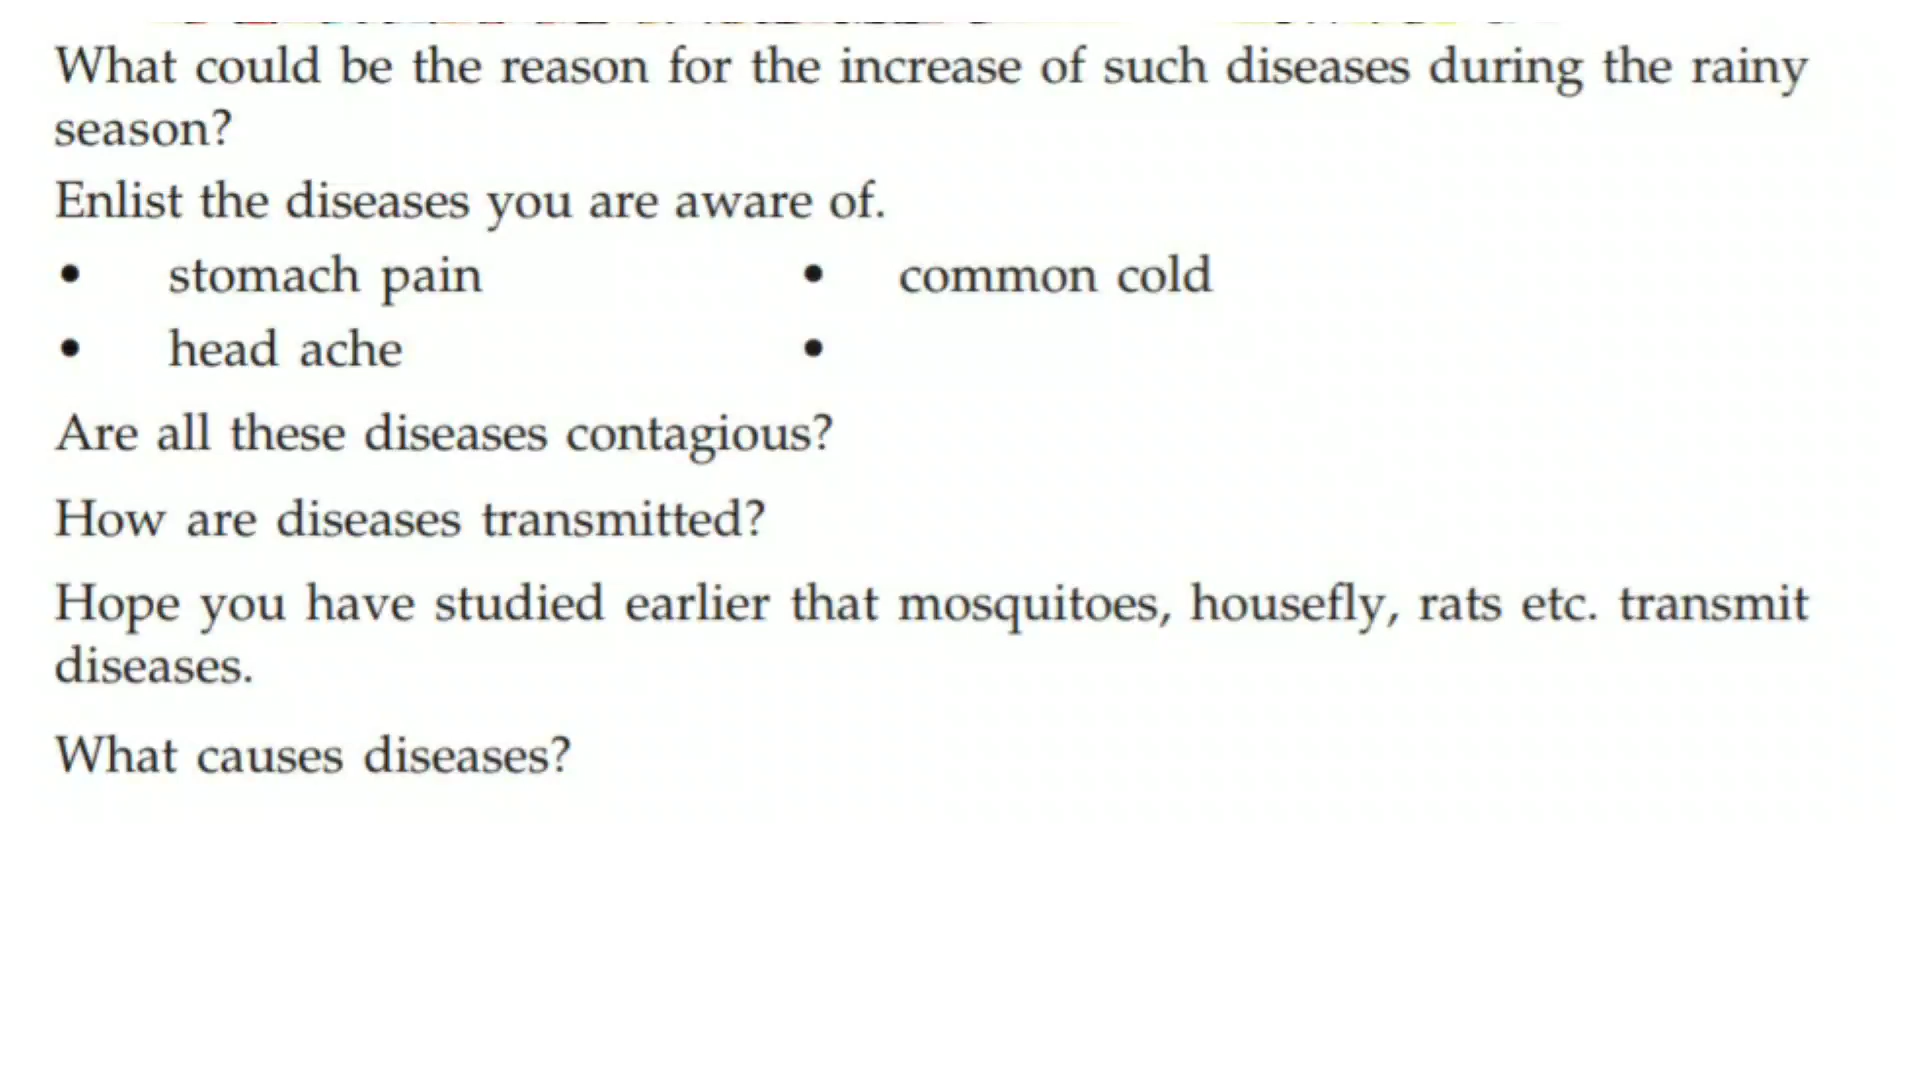 What could be the reason for the increase of such diseases during the rainy
season?
Enlist the diseases you are aware of.
• stomach pain • common cold
• head ache •
Are all these diseases contagious?
How are diseases transmitted?
Hope you have studied earlier that mosquitoes, housefly, rats etc. transmit
diseases.
What causes diseases?